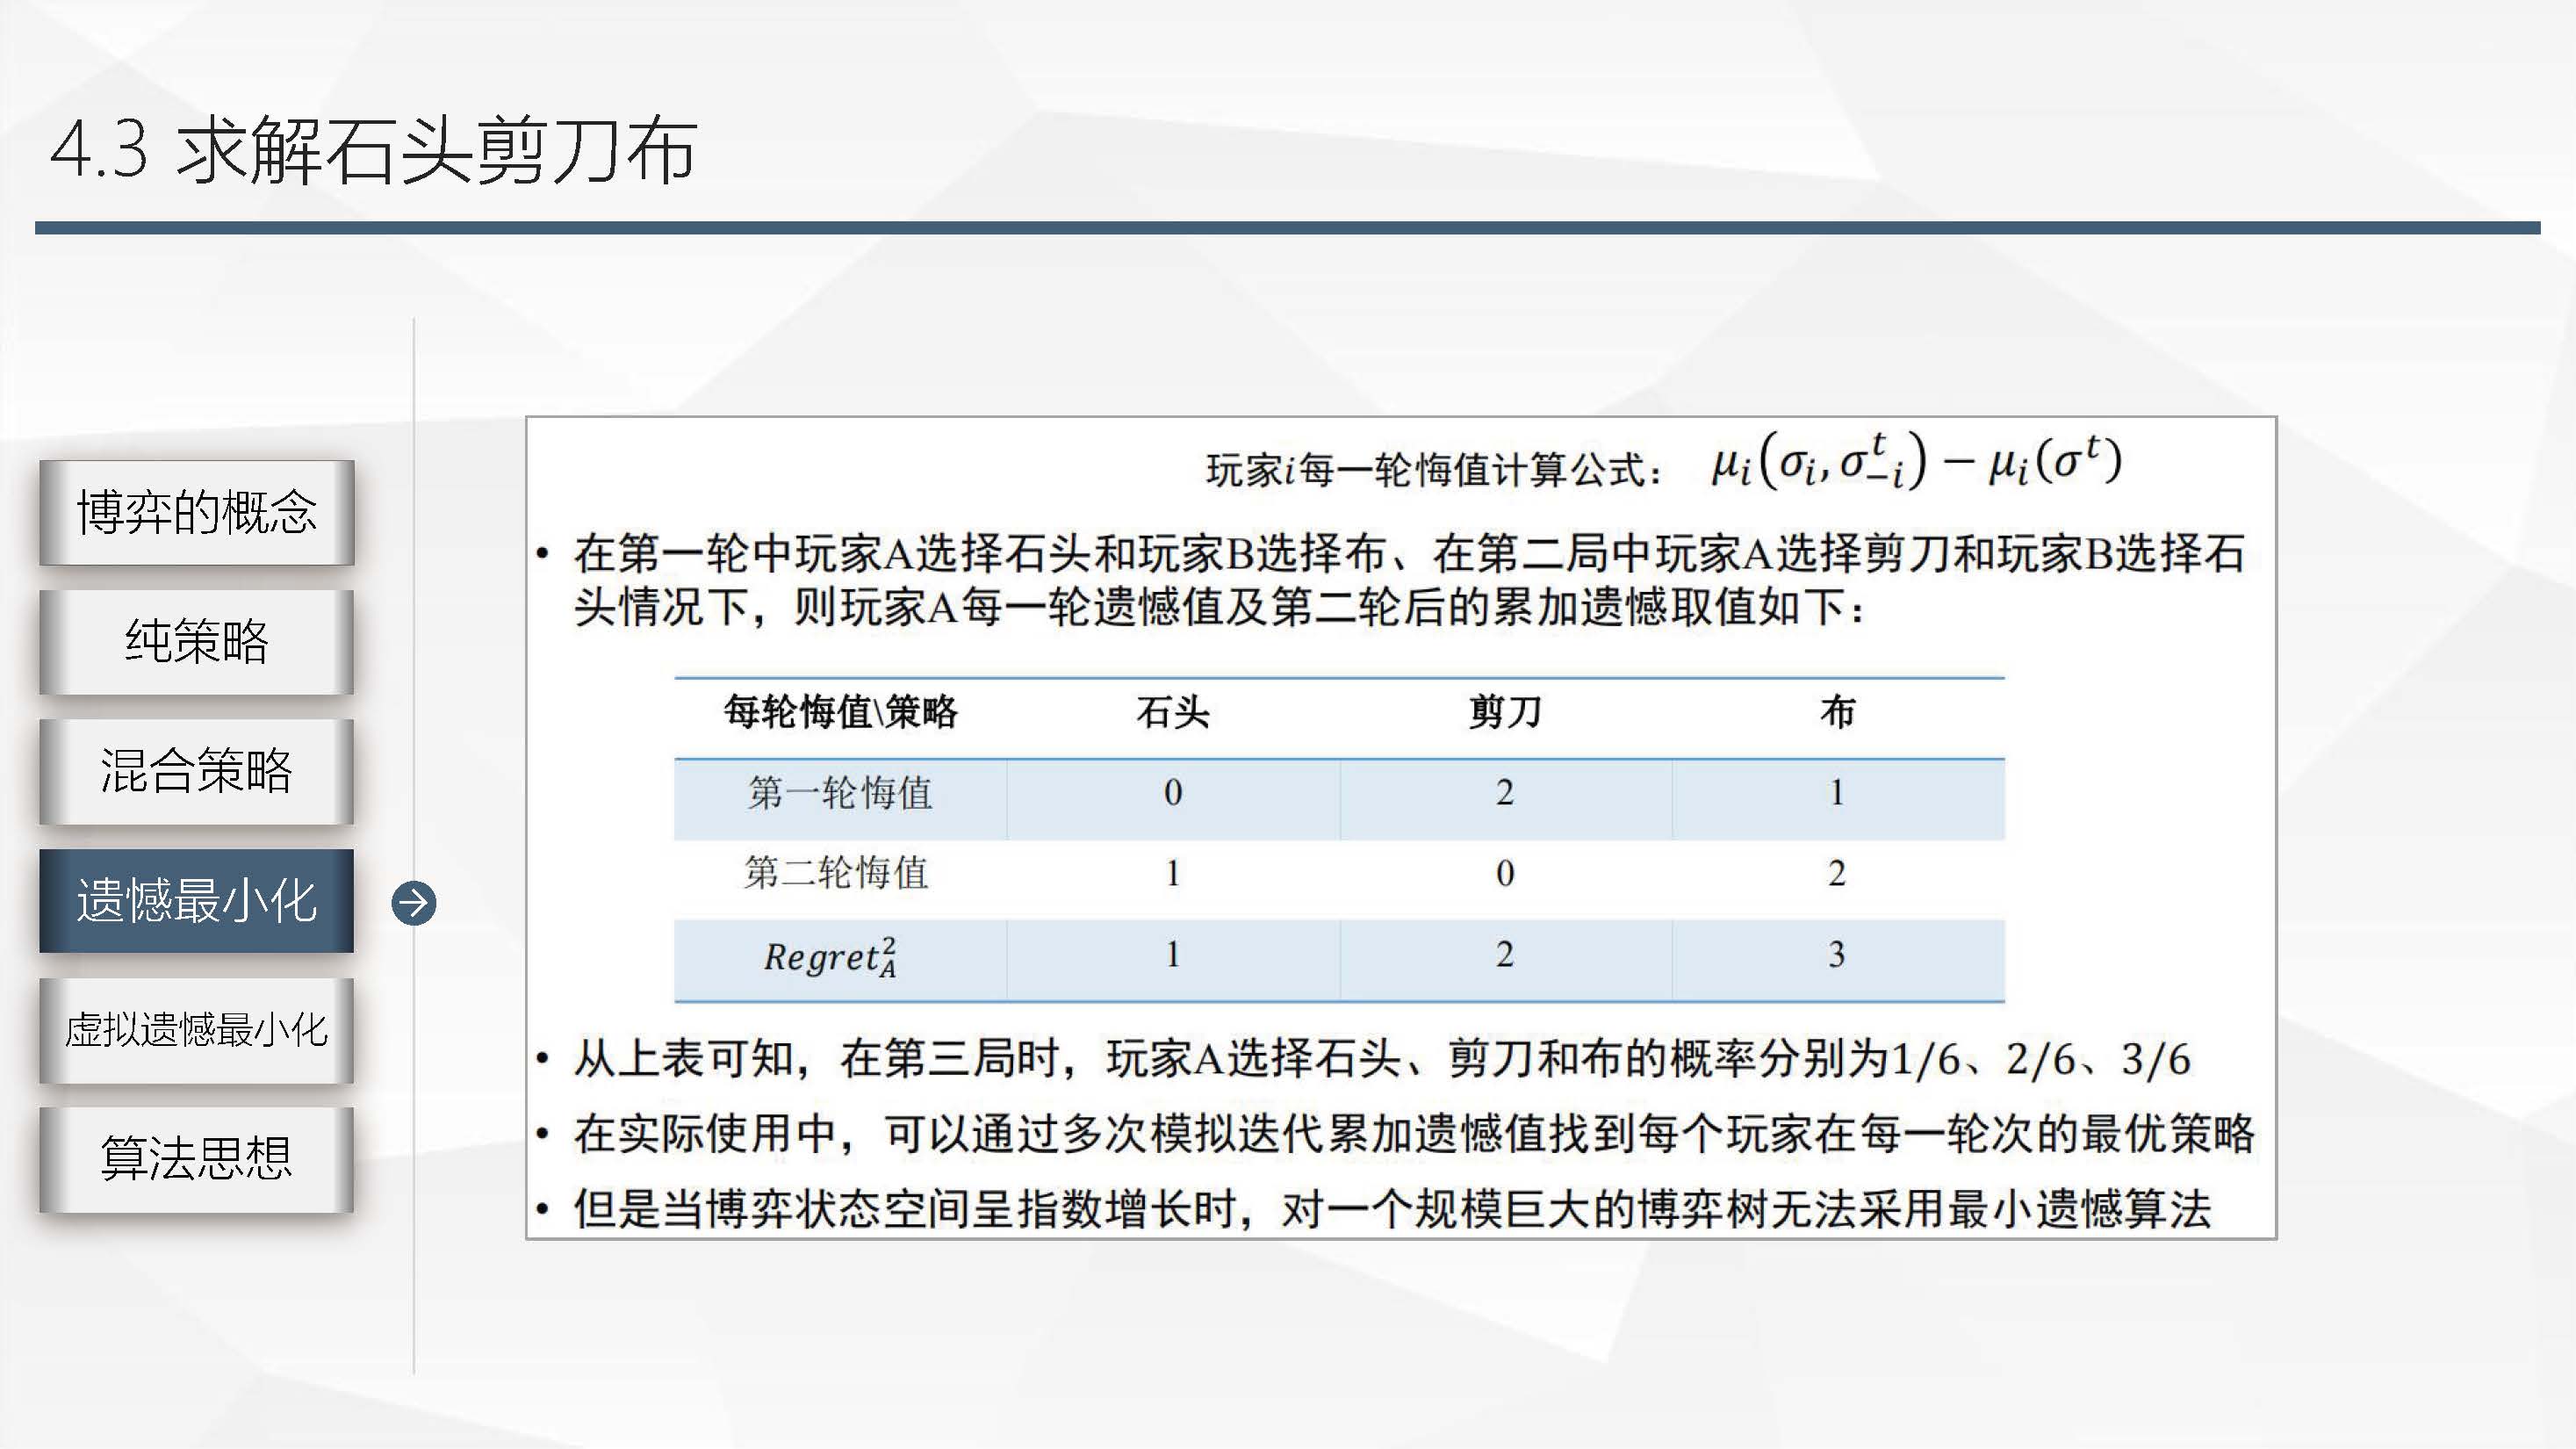 4.3 求解石头剪刀布
博弈的概念
纯策略
混合策略
遗憾最小化
虚拟遗憾最小化
算法思想
玩家i每一轮悔值计算公式： μᵢ(σᵢ, σ₋ᵢᵗ) − μᵢ(σᵗ)
• 在第一轮中玩家A选择石头和玩家B选择布、在第二局中玩家A选择剪刀和玩家B选择石
头情况下，则玩家A每一轮遗憾值及第二轮后的累加遗憾取值如下：
每轮悔值\策略 石头 剪刀 布
第一轮悔值 0 2 1
第二轮悔值 1 0 2
Regret_A^2 1 2 3
• 从上表可知，在第三局时，玩家A选择石头、剪刀和布的概率分别为1/6、2/6、3/6
• 在实际使用中，可以通过多次模拟迭代累加遗憾值找到每个玩家在每一轮次的最优策略
• 但是当博弈状态空间呈指数增长时，对一个规模巨大的博弈树无法采用最小遗憾算法